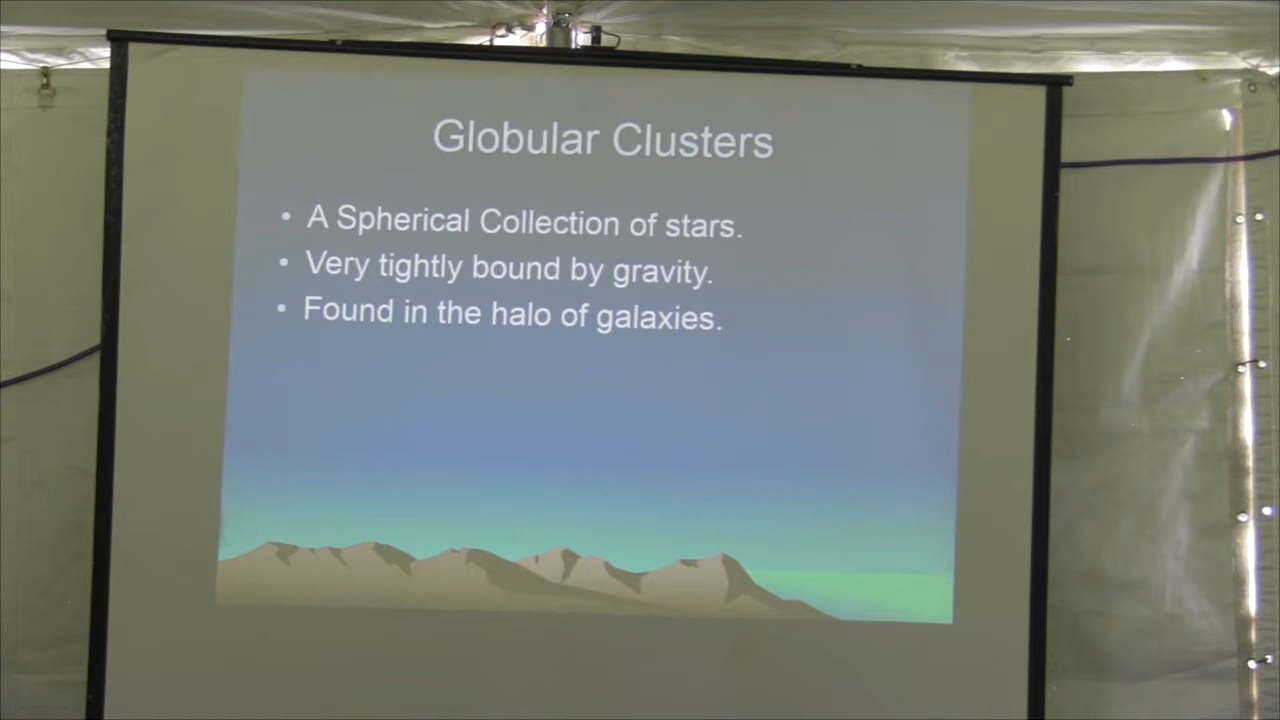 Globular Clusters
• A Spherical Collection of stars.
• Very tightly bound by gravity.
• Found in the halo of galaxies.